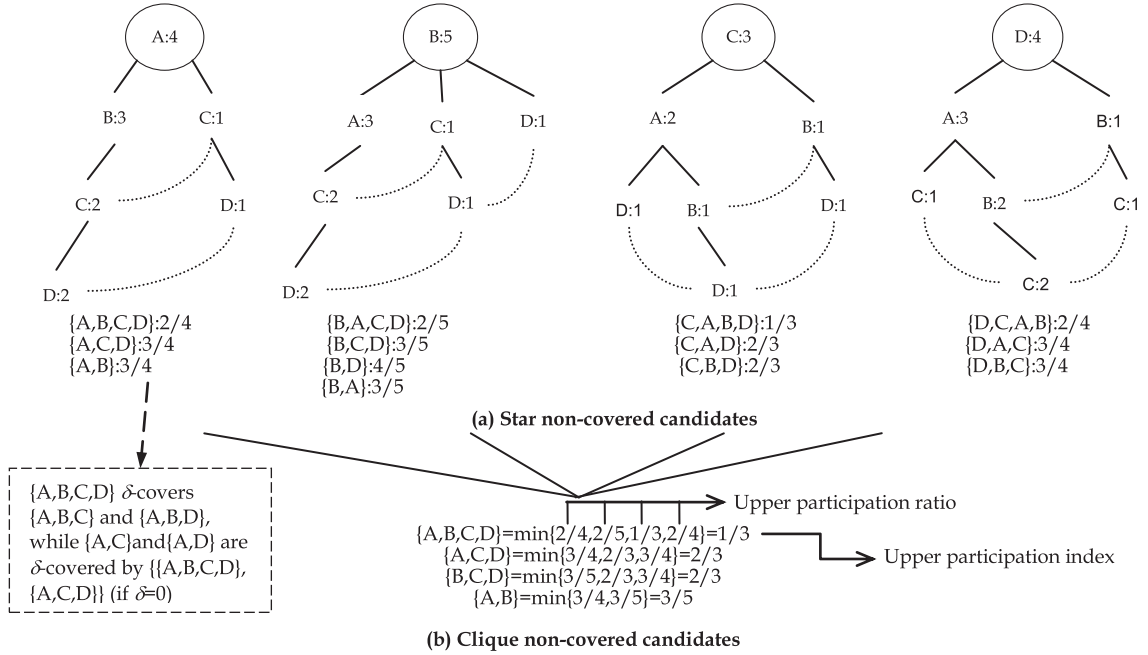 A:4
B:5
C:3
D:4
B:3
C:1
A:3
C:1
D:1
A:2
B:1
A:3
B:1
C:2
D:1
C:2
D:1
D:1
B:1
D:1
C:1
B:2
C:1
D:2
D:2
D:1
C:2
{A,B,C,D}:2/4
{A,C,D}:3/4
{A,B}:3/4
{B,A,C,D}:2/5
{B,C,D}:3/5
{B,D}:4/5
{B,A}:3/5
{C,A,B,D}:1/3
{C,A,D}:2/3
{C,B,D}:2/3
{D,C,A,B}:2/4
{D,A,C}:3/4
{D,B,C}:3/4
(a) Star non-covered candidates
{A,B,C,D} δ-covers
{A,B,C} and {A,B,D},
while {A,C}and{A,D} are
δ-covered by {{A,B,C,D},
{A,C,D}} (if δ=0)
Upper participation ratio
{A,B,C,D}=min{2/4,2/5,1/3,2/4}=1/3
{A,C,D}=min{3/4,2/3,3/4}=2/3
{B,C,D}=min{3/5,2/3,3/4}=2/3
{A,B}=min{3/4,3/5}=3/5
Upper participation index
(b) Clique non-covered candidates